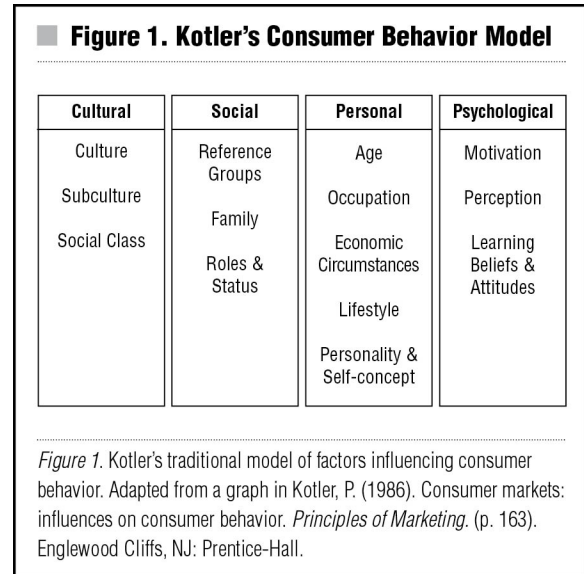 Figure 1. Kotler's Consumer Behavior Model
Cultural
Culture
Subculture
Social Class
Social
Reference
Groups
Family
Roles &
Status
Personal
Age
Occupation
Economic
Circumstances
Lifestyle
Personality &
Self-concept
Psychological
Motivation
Perception
Learning
Beliefs &
Attitudes
Figure 1. Kotler's traditional model of factors influencing consumer
behavior. Adapted from a graph in Kotler, P. (1986). Consumer markets:
influences on consumer behavior. Principles of Marketing. (p. 163).
Englewood Cliffs, NJ: Prentice-Hall.